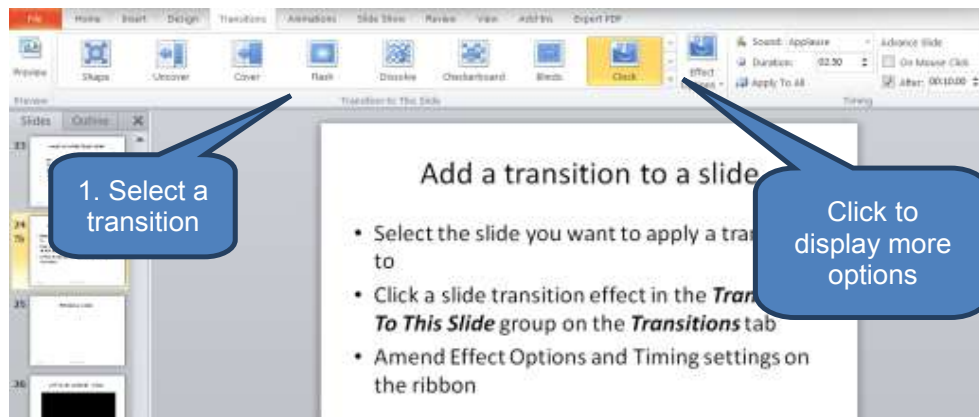 File Home Insert Design Transitions Animations Slide Show Review View Add-Ins Expert PDF
Preview Shape Uncover Cover Flash Dissolve Checkerboard Blinds Clock Effect
Sound: Applause
Duration: 02.50
Apply To All
Advance Slide
On Mouse Click
After: 00:10.00
Preview
Transition to This Slide
Timing
Slides Outline
33
34
35
36
1. Select a
transition
Click to
display more
options
Add a transition to a slide
• Select the slide you want to apply a
to
• Click a slide transition effect in the
To This Slide group on the Transitions tab
• Amend Effect Options and Timing settings on
the ribbon